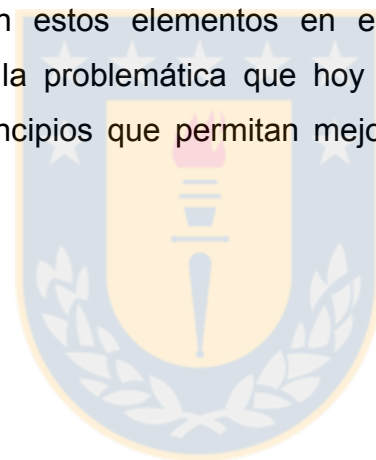 n estos elementos en e
la problemática que hoy
ncipios que permitan mejo